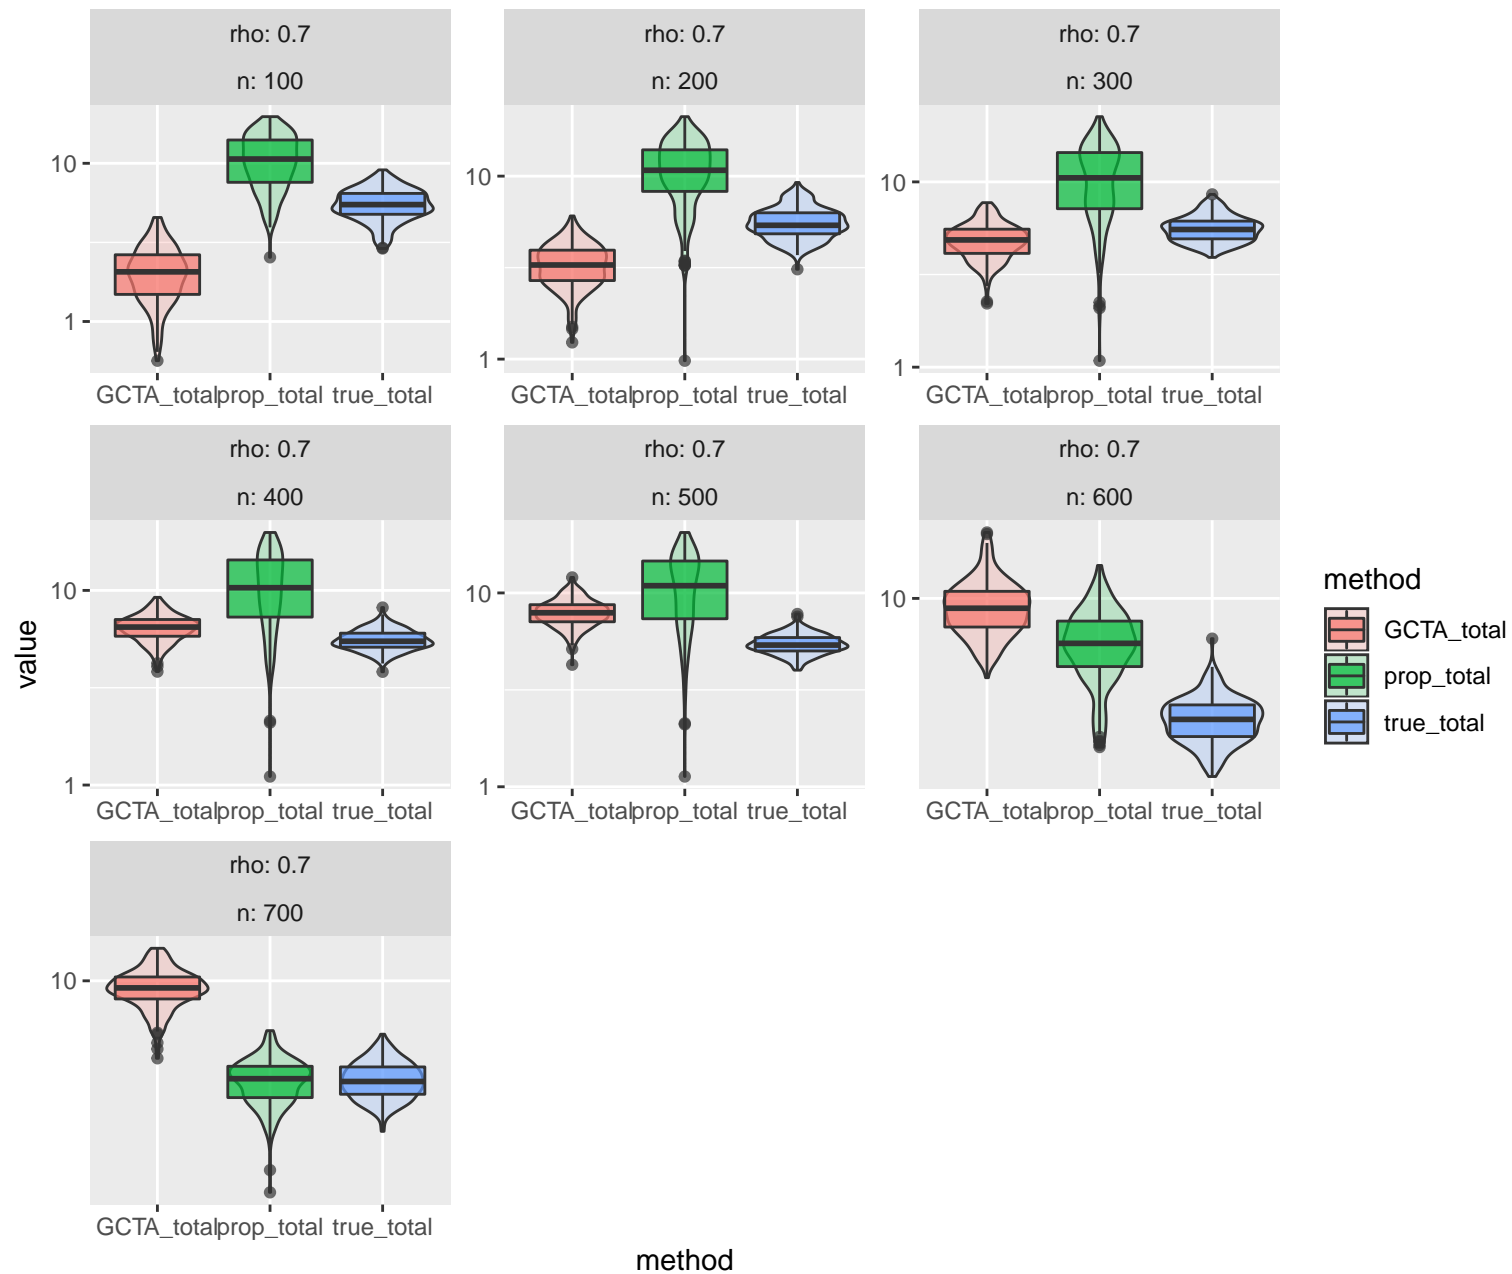 rho: 0.7
n: 100
rho: 0.7
n: 200
rho: 0.7
n: 300
10
1
10
1
10
1
GCTA_total prop_total true_total
GCTA_total prop_total true_total
GCTA_total prop_total true_total
rho: 0.7
n: 400
rho: 0.7
n: 500
rho: 0.7
n: 600
10
1
10
1
10
GCTA_total prop_total true_total
GCTA_total prop_total true_total
GCTA_total prop_total true_total
rho: 0.7
n: 700
10
GCTA_total prop_total true_total
value
method
method
GCTA_total
prop_total
true_total